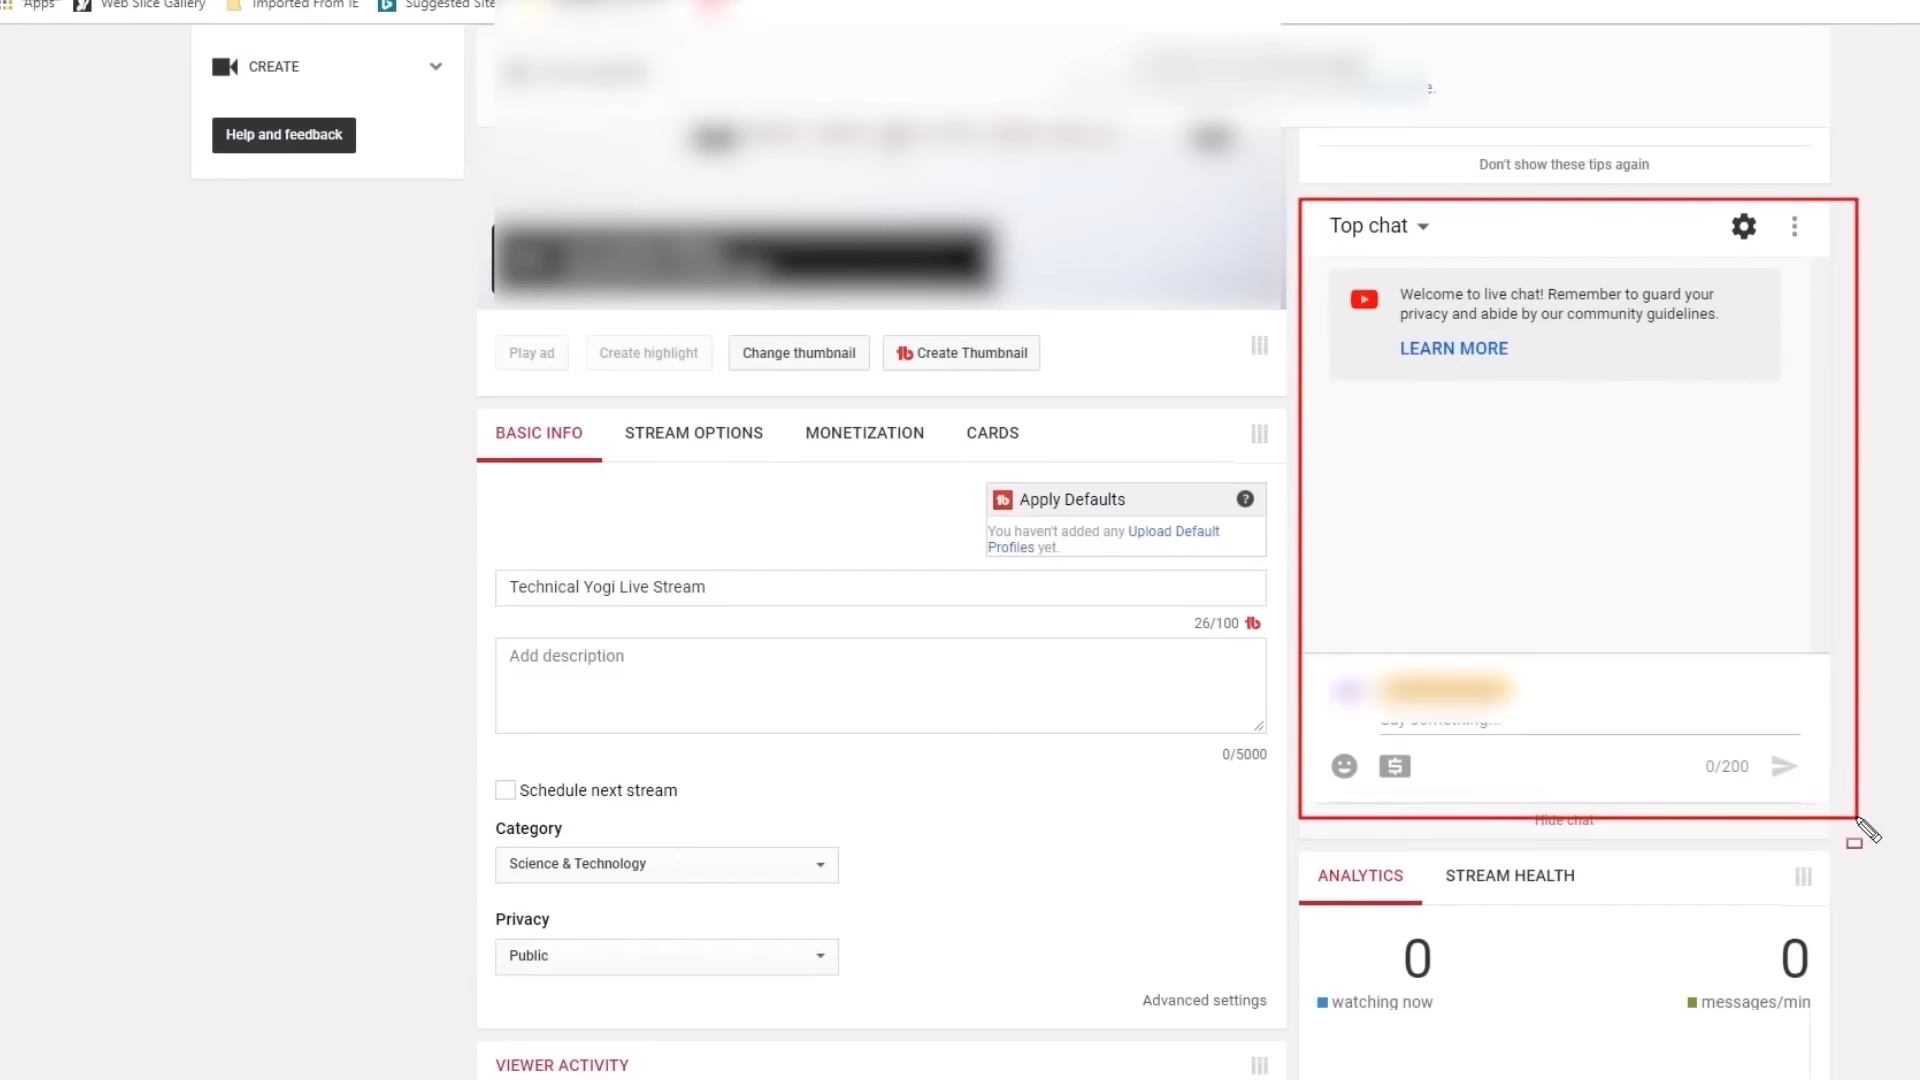 Apps
Web Slice Gallery
Imported From IE
Suggested Site
CREATE
Help and feedback
Play ad
Create highlight
Change thumbnail
Create Thumbnail
BASIC INFO
STREAM OPTIONS
MONETIZATION
CARDS
Apply Defaults
You haven't added any Upload Default
Profiles yet.
Technical Yogi Live Stream
26/100
Add description
0/5000
Schedule next stream
Category
Science & Technology
Privacy
Public
Advanced settings
VIEWER ACTIVITY
e.
Don't show these tips again
Top chat
Welcome to live chat! Remember to guard your
privacy and abide by our community guidelines.
LEARN MORE
Say something...
0/200
Hide chat
ANALYTICS
STREAM HEALTH
0
watching now
0
messages/min